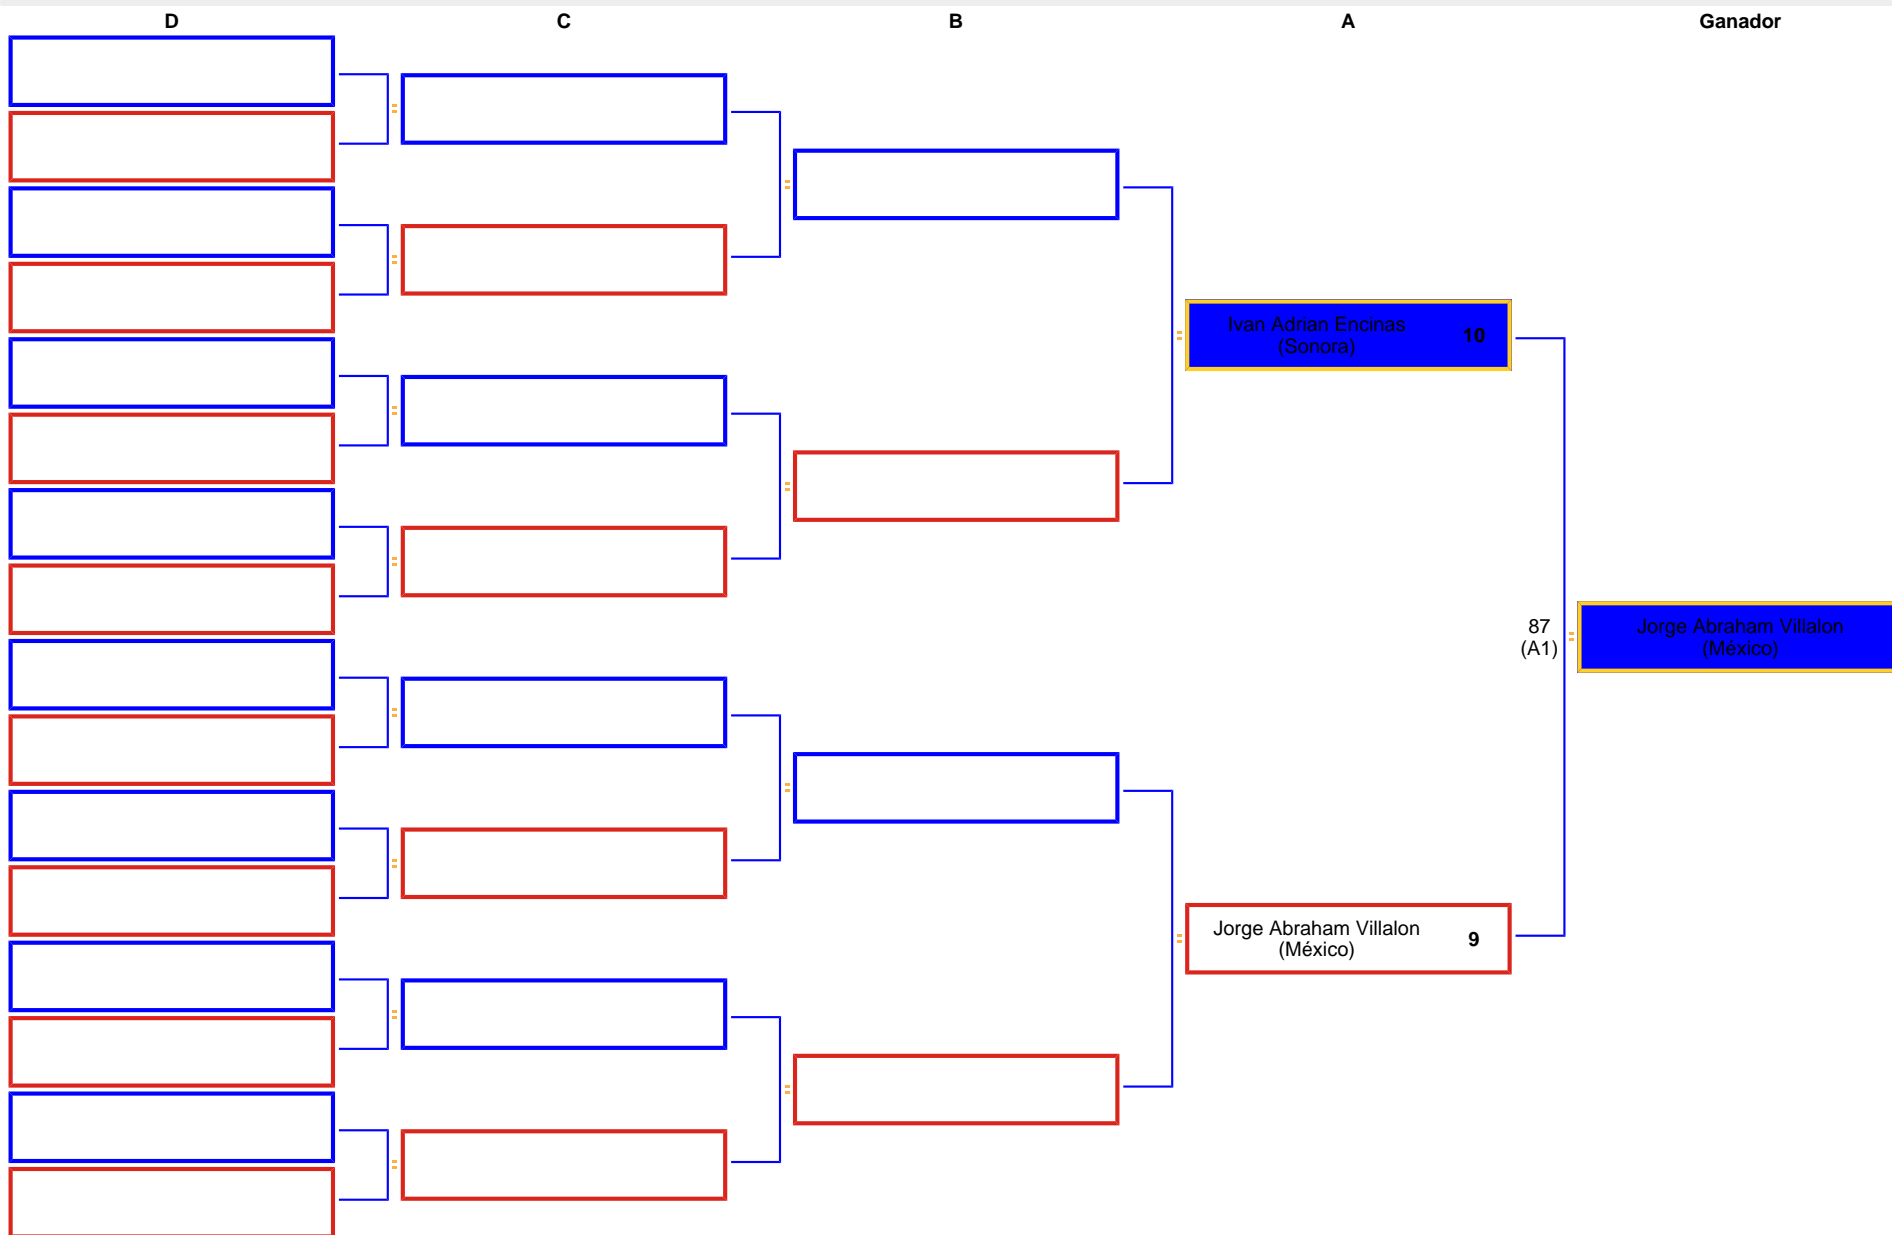 D
C
B
A
Ganador
Ivan Adrian Encinas
(Sonora)
10
87
(A1)
Jorge Abraham Villalon
(México)
Jorge Abraham Villalon
(México)
9